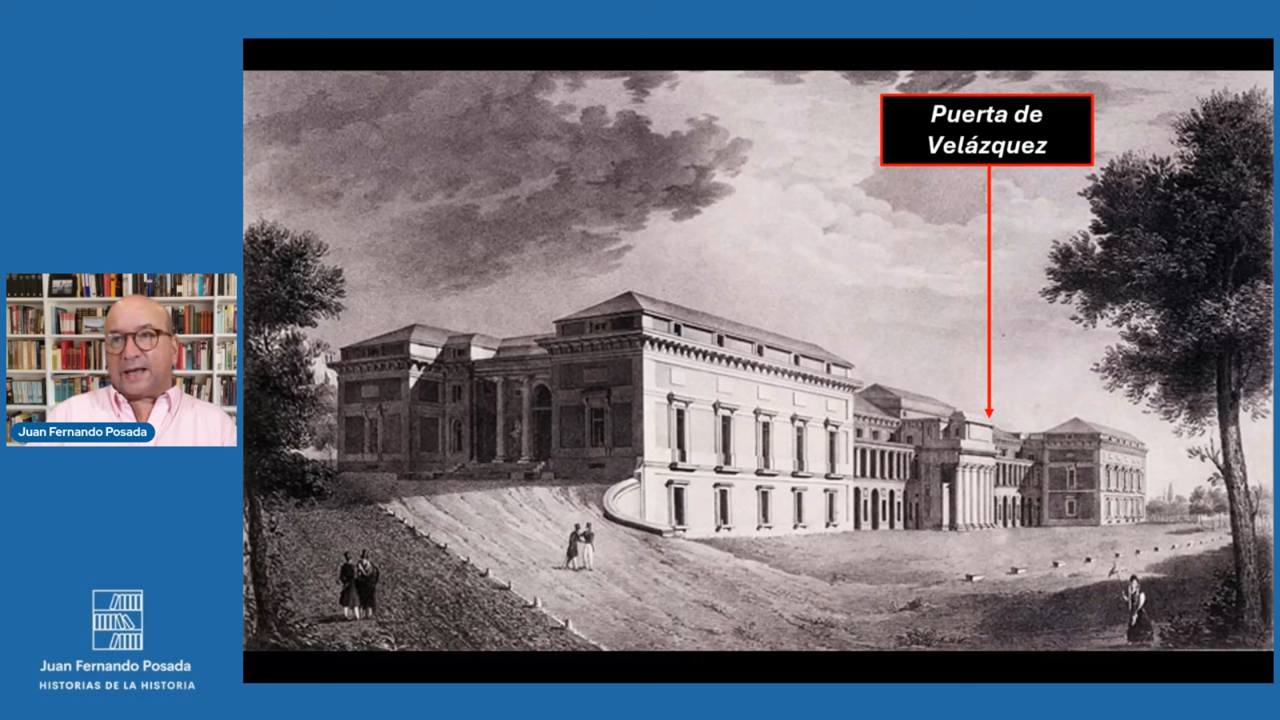 Puerta de
Velázquez
Juan Fernando Posada
Juan Fernando Posada
HISTORIAS DE LA HISTORIA